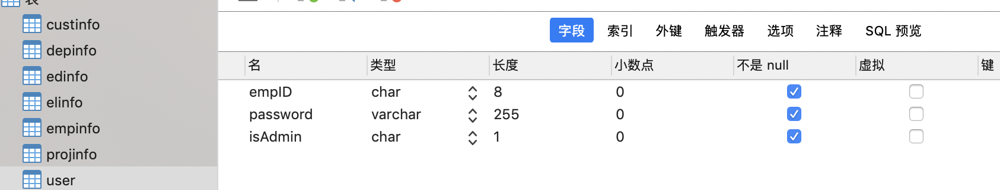 表
custinfo
depinfo
edinfo
elinfo
empinfo
projinfo
user
字段 索引 外键 触发器 选项 注释 SQL 预览
名 类型 长度 小数点 不是 null 虚拟 键
empID char 8 0
password varchar 255 0
isAdmin char 1 0